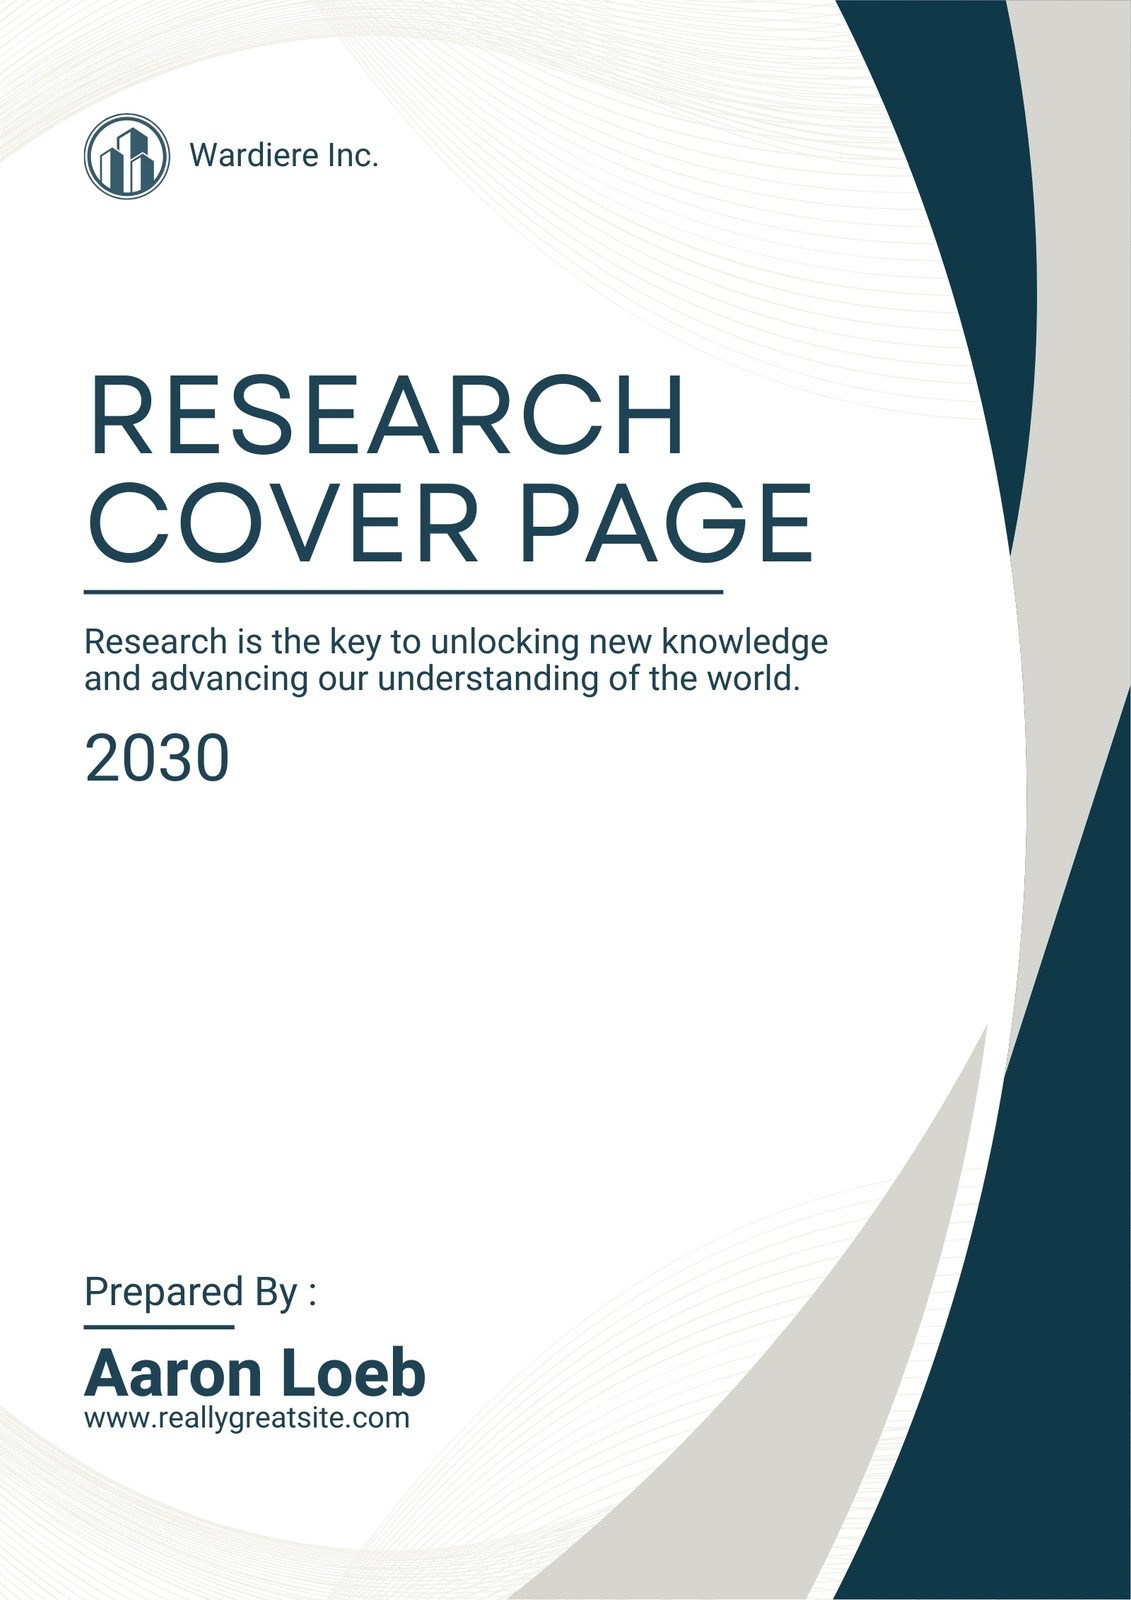 Wardiere Inc.
RESEARCH
COVER PAGE
Research is the key to unlocking new knowledge
and advancing our understanding of the world.
2030
Prepared By :
Aaron Loeb
www.reallygreatsite.com